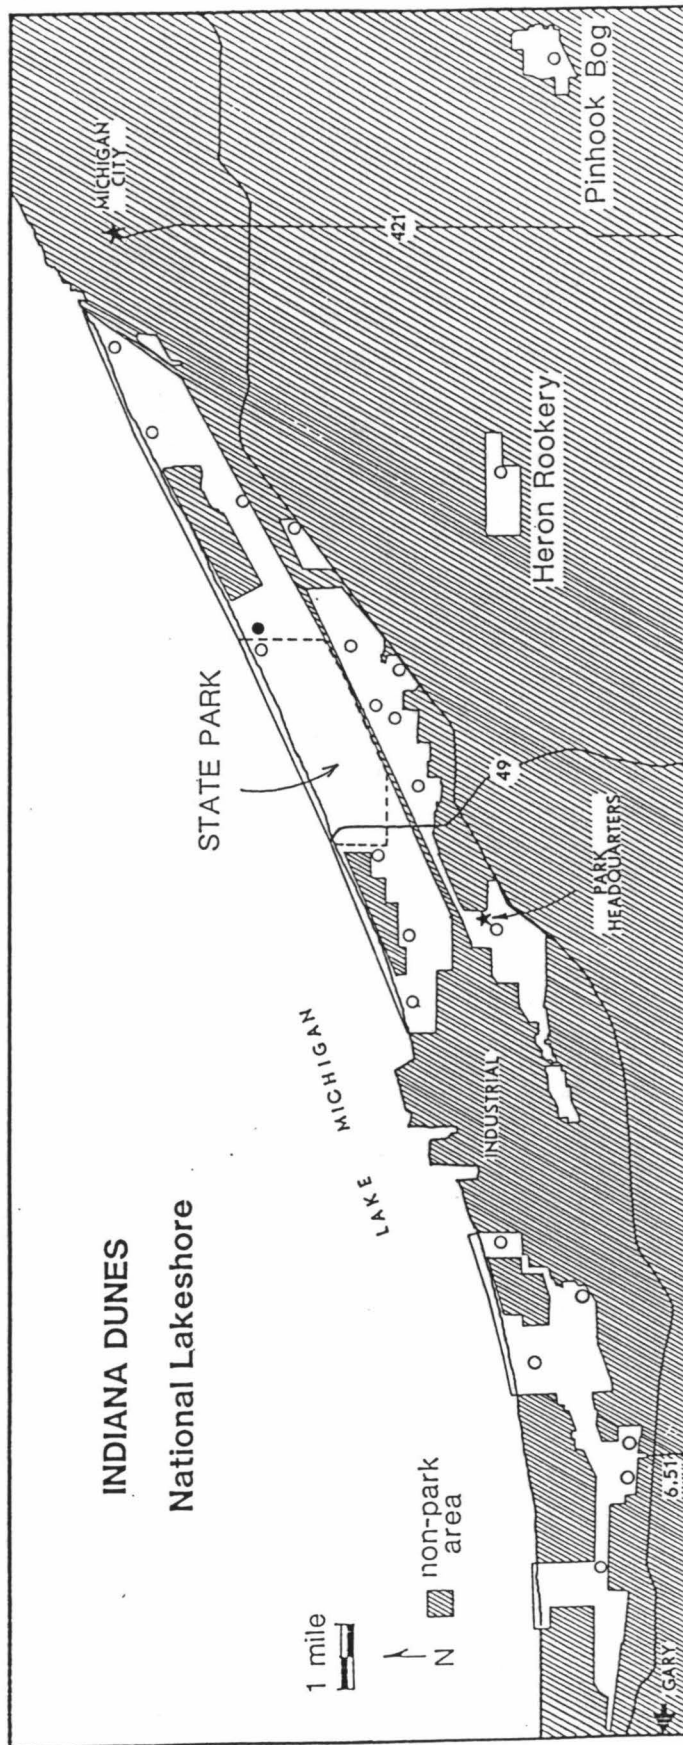 INDIANA DUNES
National Lakeshore
1 mile
N
non-park
area
LAKE MICHIGAN
STATE PARK
MICHIGAN
CITY
421
Pinhook Bog
Heron Rookery
49
PARK
HEADQUARTERS
INDUSTRIAL
GARY